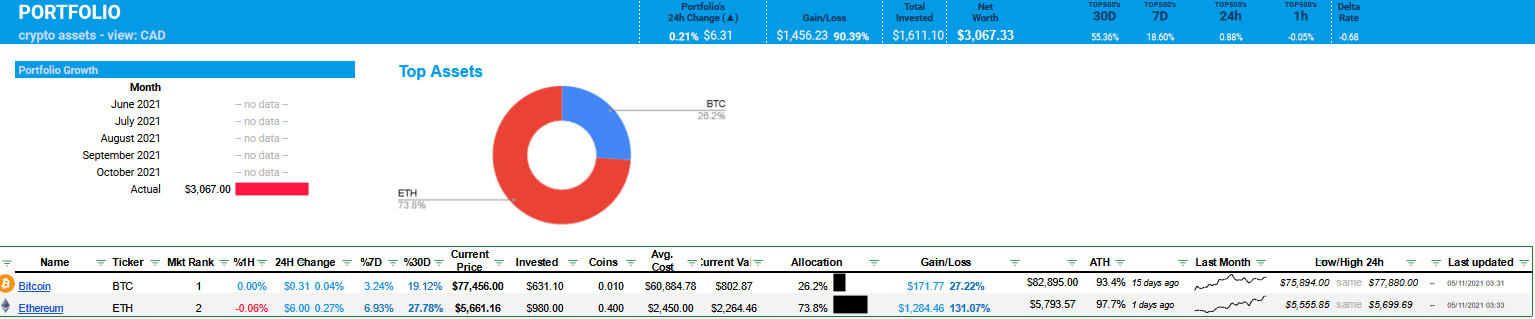 PORTFOLIO
crypto assets - view: CAD
Portfolio's
24h Change (▲)
0.21% $6.31
Gain/Loss
$1,456.23 90.39%
Total
Invested
$1,611.10
Net
Worth
$3,067.33
TOP500's
30D
55.36%
TOP500's
7D
18.60%
TOP500's
24h
0.88%
TOP500's
1h
-0.05%
Delta
Rate
-0.68
Portfolio Growth
Month
June 2021 -- no data --
July 2021 -- no data --
August 2021 -- no data --
September 2021 -- no data --
October 2021 -- no data --
Actual $3,067.00
Top Assets
BTC
26.2%
ETH
73.8%
Name Ticker Mkt Rank %1H 24H Change %7D %30D Current Price Invested Coins Avg. Cost Current Val Allocation Gain/Loss ATH Last Month Low/High 24h Last updated
Bitcoin BTC 1 0.00% $0.31 0.04% 3.24% 19.12% $77,456.00 $631.10 0.010 $60,884.78 $802.87 26.2% $171.77 27.22% $82,895.00 93.4% 15 days ago $75,894.00 same $77,880.00 -- 05/11/2021 03:31
Ethereum ETH 2 -0.06% $6.00 0.27% 6.93% 27.78% $5,661.16 $980.00 0.400 $2,450.00 $2,264.46 73.8% $1,284.46 131.07% $5,793.57 97.7% 1 days ago $5,555.85 same $5,699.69 -- 05/11/2021 03:33